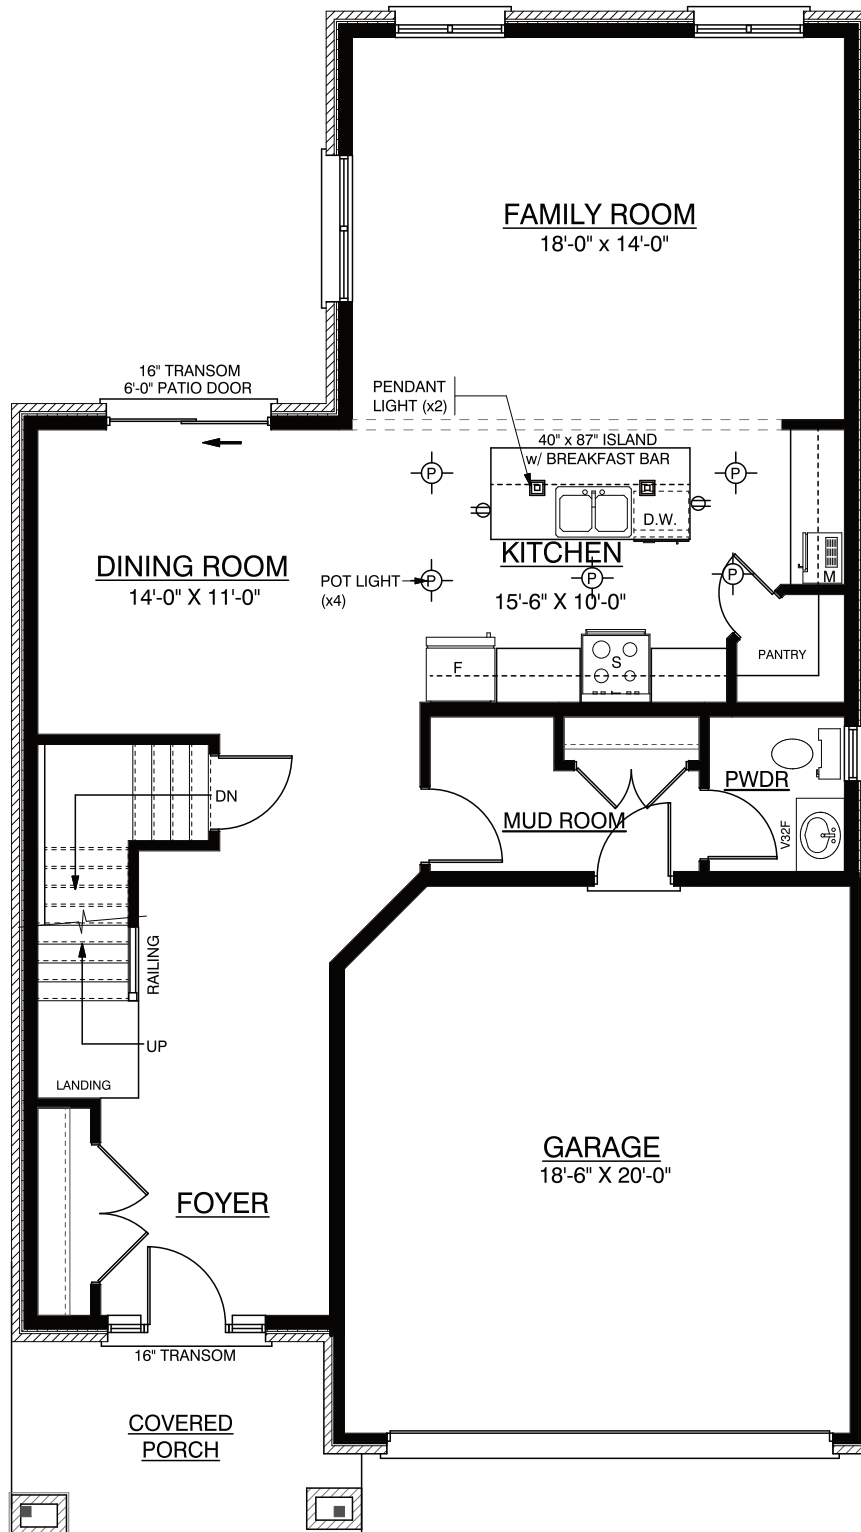 FAMILY ROOM
18'-0" x 14'-0"
16" TRANSOM
6'-0" PATIO DOOR
PENDANT
LIGHT (x2)
40" x 87" ISLAND
w/ BREAKFAST BAR
P
P
D.W.
KITCHEN
15'-6" X 10'-0"
DINING ROOM
14'-0" X 11'-0"
POT LIGHT
(x4)
P
P
P
M
PANTRY
F
S
DN
MUD ROOM
PWDR
V32F
RAILING
UP
LANDING
GARAGE
18'-6" X 20'-0"
FOYER
16" TRANSOM
COVERED
PORCH